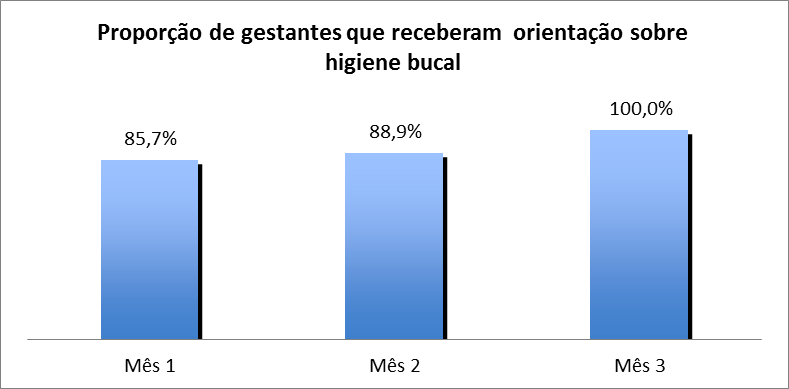 Proporção de gestantes que receberam orientação sobre
higiene bucal
85,7%
88,9%
100,0%
Mês 1
Mês 2
Mês 3